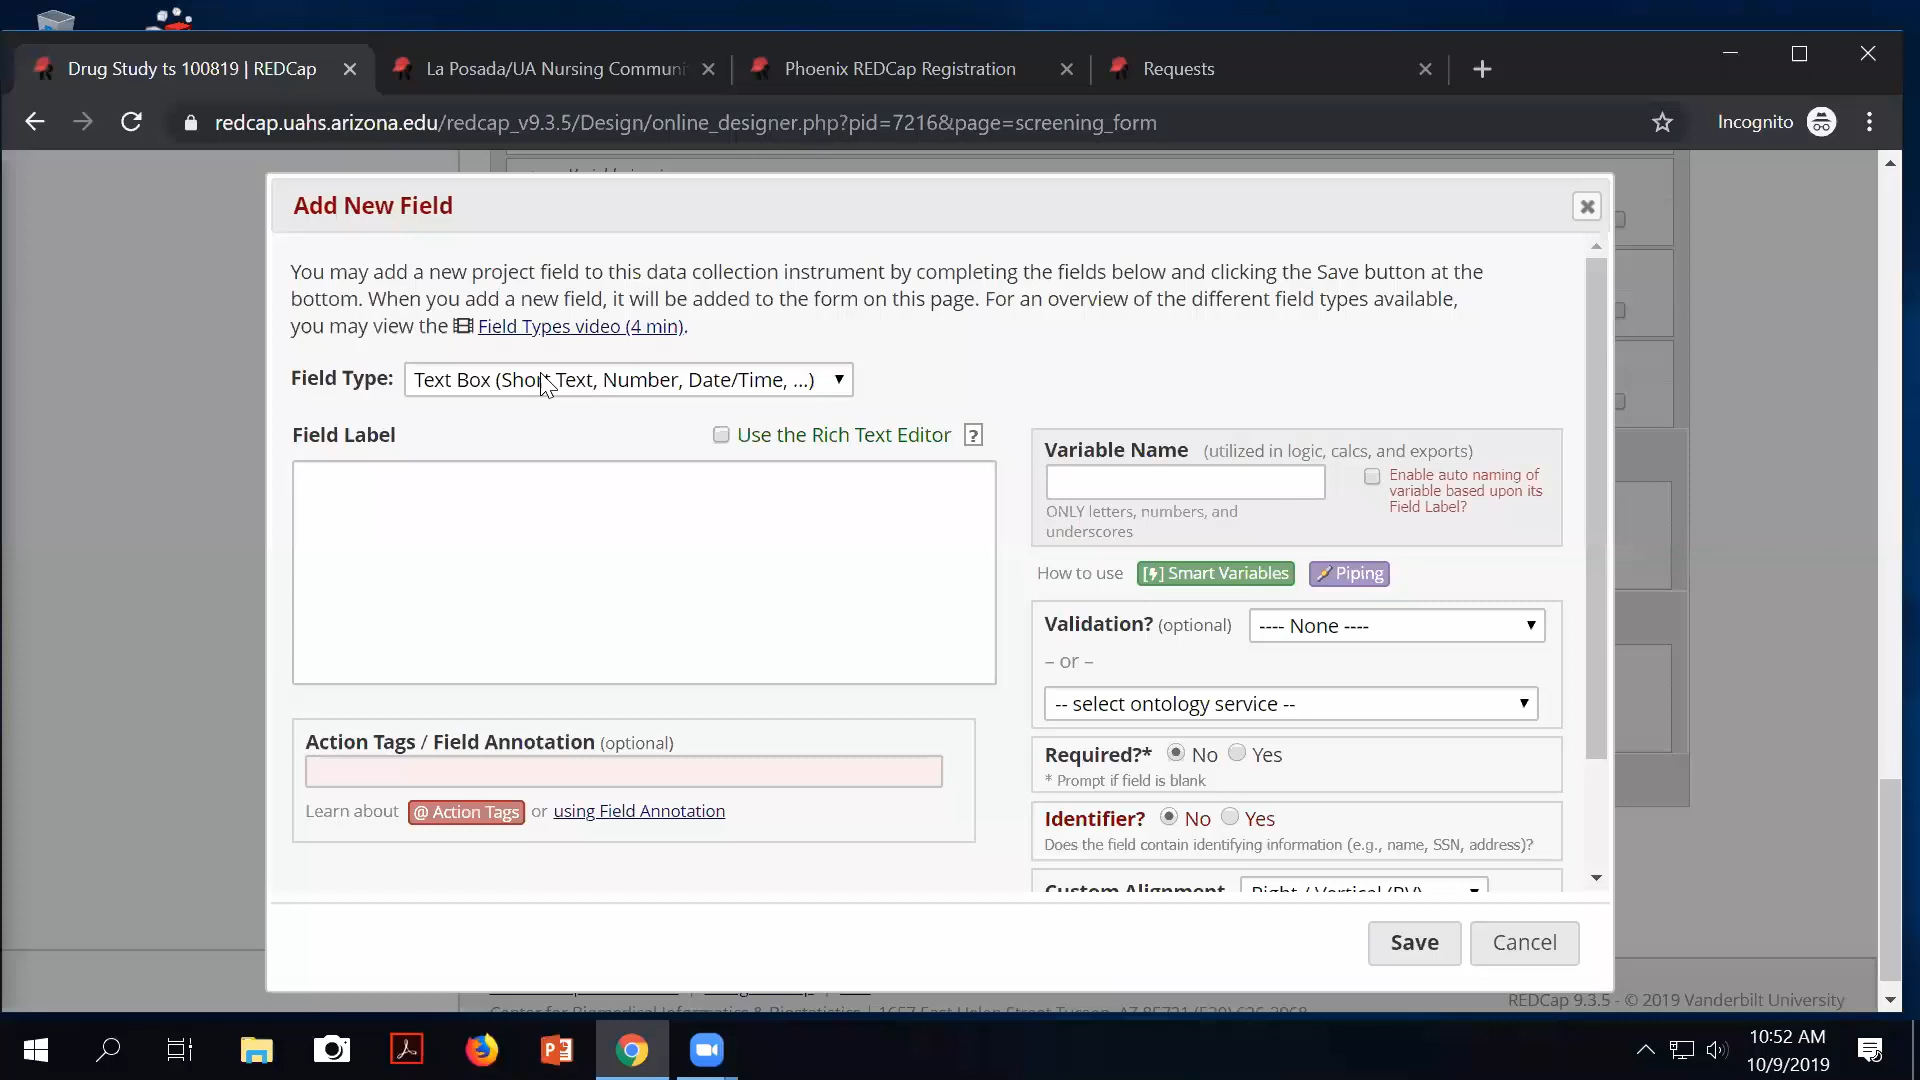 Drug Study ts 100819 | REDCap
La Posada/UA Nursing Communi
Phoenix REDCap Registration
Requests
redcap.uahs.arizona.edu/redcap_v9.3.5/Design/online_designer.php?pid=7216&page=screening_form
Incognito
Add New Field
You may add a new project field to this data collection instrument by completing the fields below and clicking the Save button at the
bottom. When you add a new field, it will be added to the form on this page. For an overview of the different field types available,
you may view the Field Types video (4 min).
Field Type: Text Box (Short Text, Number, Date/Time, ...)
Field Label
Use the Rich Text Editor ?
Variable Name (utilized in logic, calcs, and exports)
Enable auto naming of
variable based upon its
Field Label?
ONLY letters, numbers, and
underscores
How to use [⚡] Smart Variables Piping
Validation? (optional) ---- None ----
– or –
-- select ontology service --
Action Tags / Field Annotation (optional)
Learn about @ Action Tags or using Field Annotation
Required?* No Yes
* Prompt if field is blank
Identifier? No Yes
Does the field contain identifying information (e.g., name, SSN, address)?
Custom Alignment Right / Vertical (RV)
Save
Cancel
REDCap 9.3.5 - © 2019 Vanderbilt University
10:52 AM
10/9/2019